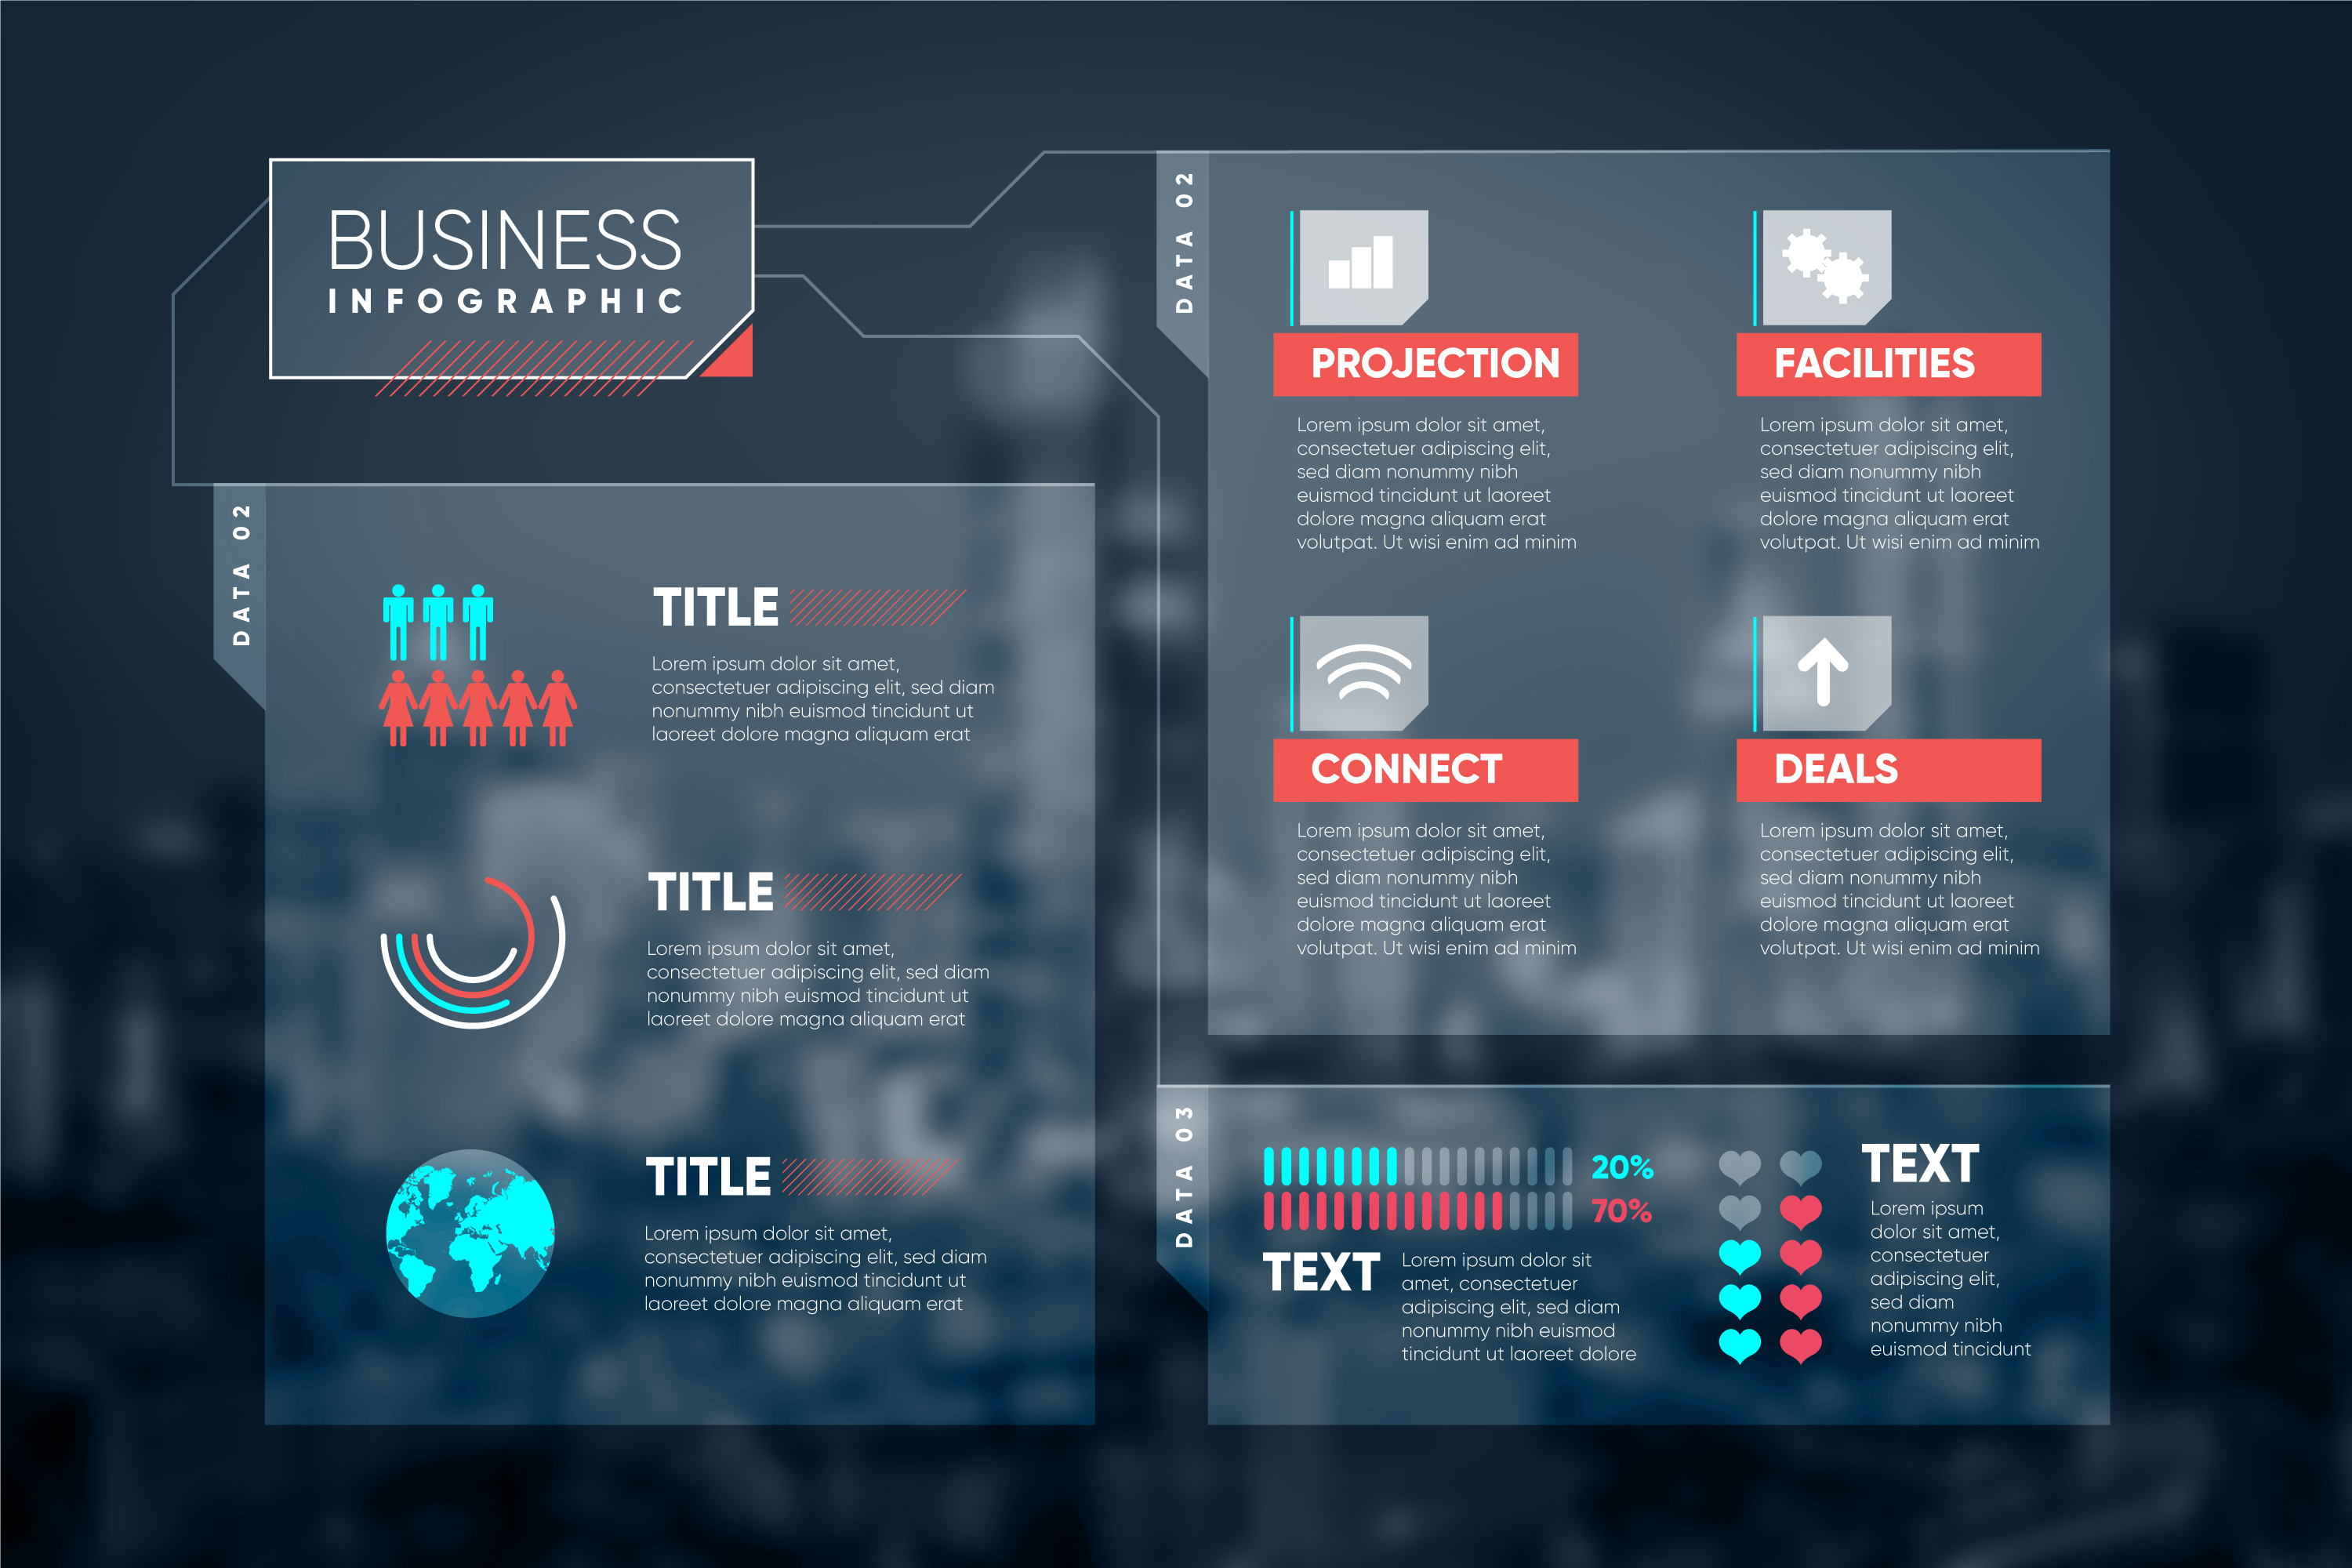 BUSINESS
INFOGRAPHIC
DATA 02
TITLE
Lorem ipsum dolor sit amet,
consectetuer adipiscing elit, sed diam
nonummy nibh euismod tincidunt ut
laoreet dolore magna aliquam erat
TITLE
Lorem ipsum dolor sit amet,
consectetuer adipiscing elit, sed diam
nonummy nibh euismod tincidunt ut
laoreet dolore magna aliquam erat
TITLE
Lorem ipsum dolor sit amet,
consectetuer adipiscing elit, sed diam
nonummy nibh euismod tincidunt ut
laoreet dolore magna aliquam erat
DATA 02
PROJECTION
Lorem ipsum dolor sit amet,
consectetuer adipiscing elit,
sed diam nonummy nibh
euismod tincidunt ut laoreet
dolore magna aliquam erat
volutpat. Ut wisi enim ad minim
FACILITIES
Lorem ipsum dolor sit amet,
consectetuer adipiscing elit,
sed diam nonummy nibh
euismod tincidunt ut laoreet
dolore magna aliquam erat
volutpat. Ut wisi enim ad minim
CONNECT
Lorem ipsum dolor sit amet,
consectetuer adipiscing elit,
sed diam nonummy nibh
euismod tincidunt ut laoreet
dolore magna aliquam erat
volutpat. Ut wisi enim ad minim
DEALS
Lorem ipsum dolor sit amet,
consectetuer adipiscing elit,
sed diam nonummy nibh
euismod tincidunt ut laoreet
dolore magna aliquam erat
volutpat. Ut wisi enim ad minim
DATA 03
20%
70%
TEXT
Lorem ipsum dolor sit
amet, consectetuer
adipiscing elit, sed diam
nonummy nibh euismod
tincidunt ut laoreet dolore
TEXT
Lorem ipsum
dolor sit amet,
consectetuer
adipiscing elit,
sed diam
nonummy nibh
euismod tincidunt